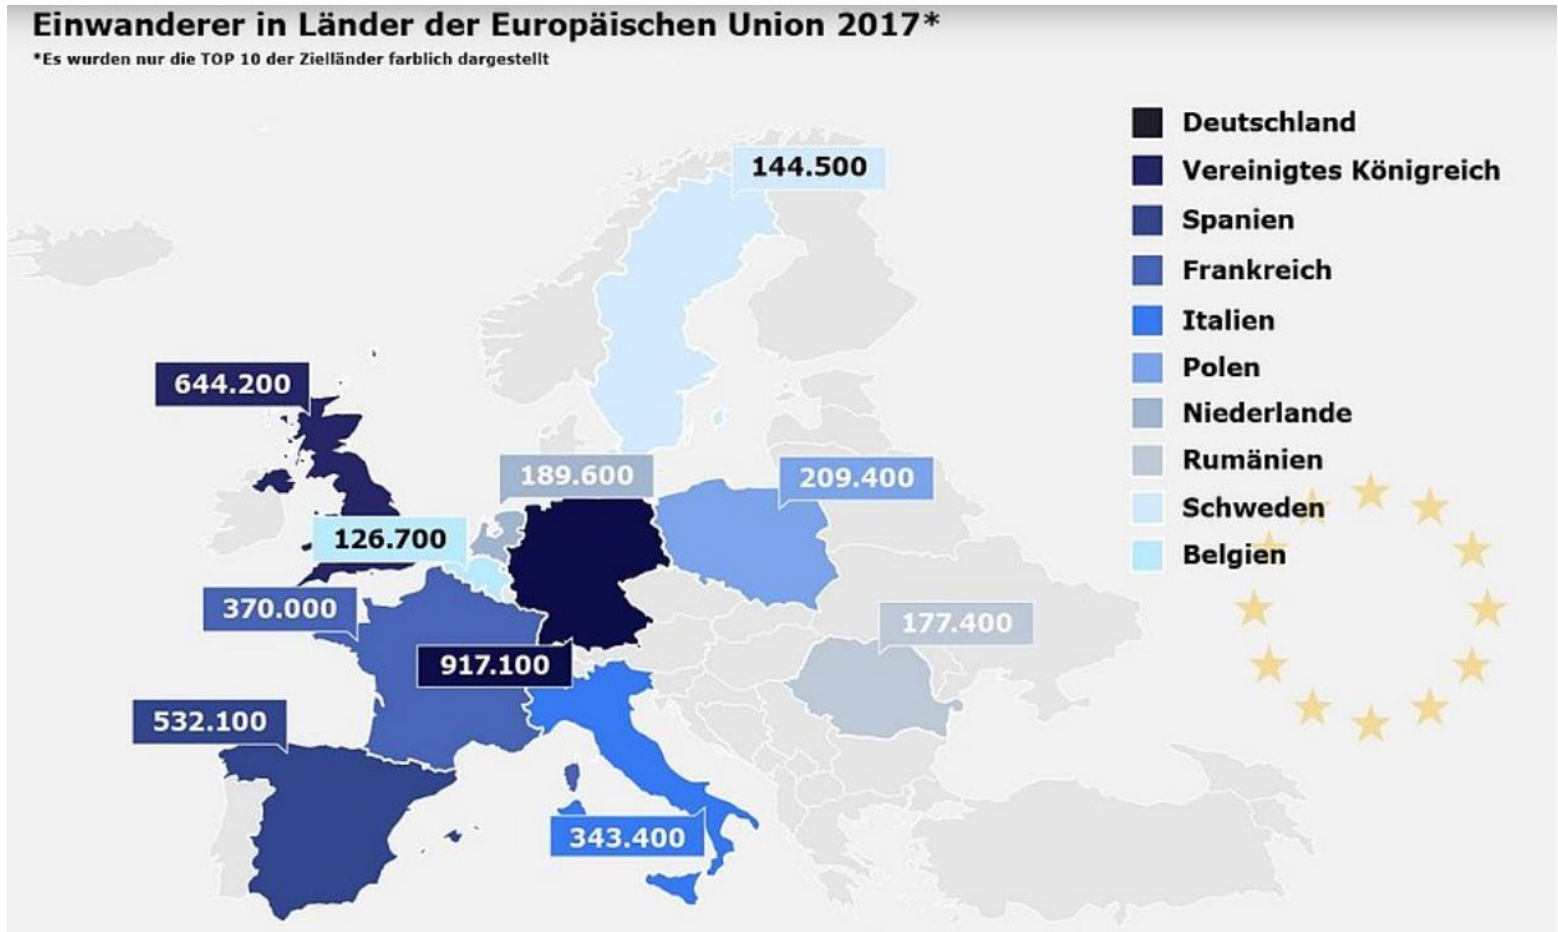 Einwanderer in Länder der Europäischen Union 2017*
*Es wurden nur die TOP 10 der Zielländer farblich dargestellt
Deutschland
Vereinigtes Königreich
Spanien
Frankreich
Italien
Polen
Niederlande
Rumänien
Schweden
Belgien
144.500
644.200
189.600
209.400
126.700
370.000
177.400
917.100
532.100
343.400